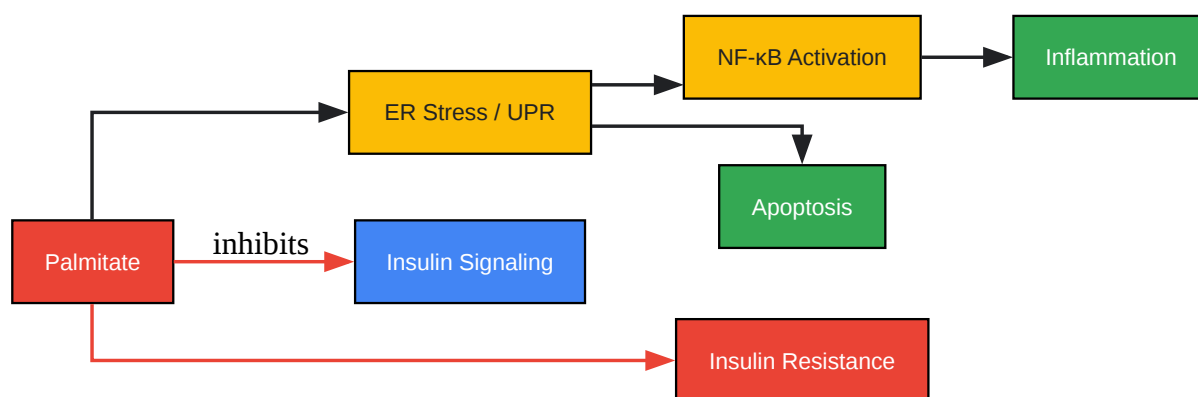 NF-κB Activation
Inflammation
ER Stress / UPR
Apoptosis
Palmitate
inhibits
Insulin Signaling
Insulin Resistance